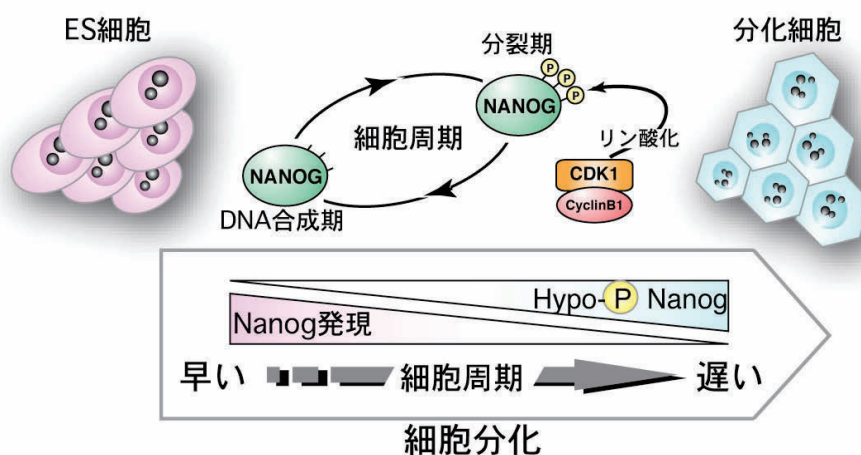 ES細胞
分裂期
分化細胞
P
P
P
NANOG
細胞周期
リン酸化
NANOG
CDK1
CyclinB1
DNA合成期
Hypo-P Nanog
Nanog発現
早い
細胞周期
遅い
細胞分化